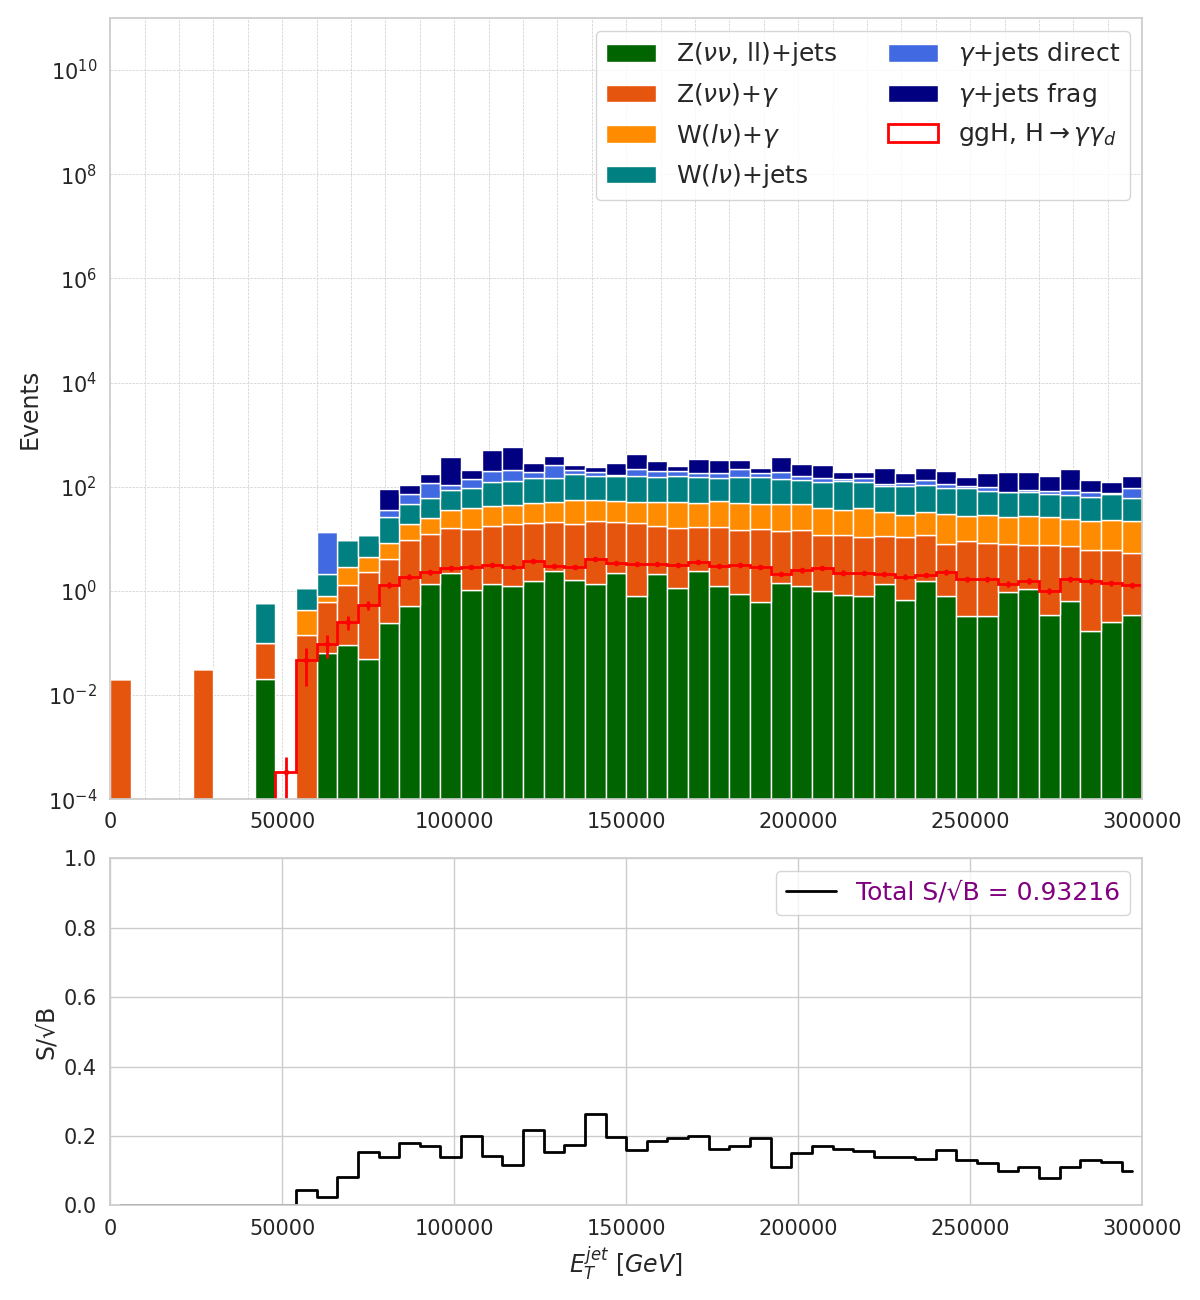 Z(νν, ll)+jets
Z(νν)+γ
W(lν)+γ
W(lν)+jets
γ+jets direct
γ+jets frag
ggH, H→γγ_d
Events
10^10
10^8
10^6
10^4
10^2
10^0
10^−2
10^−4
0 50000 100000 150000 200000 250000 300000
Total S/√B = 0.93216
S/√B
1.0
0.8
0.6
0.4
0.2
0.0
0 50000 100000 150000 200000 250000 300000
E_T^jet [GeV]